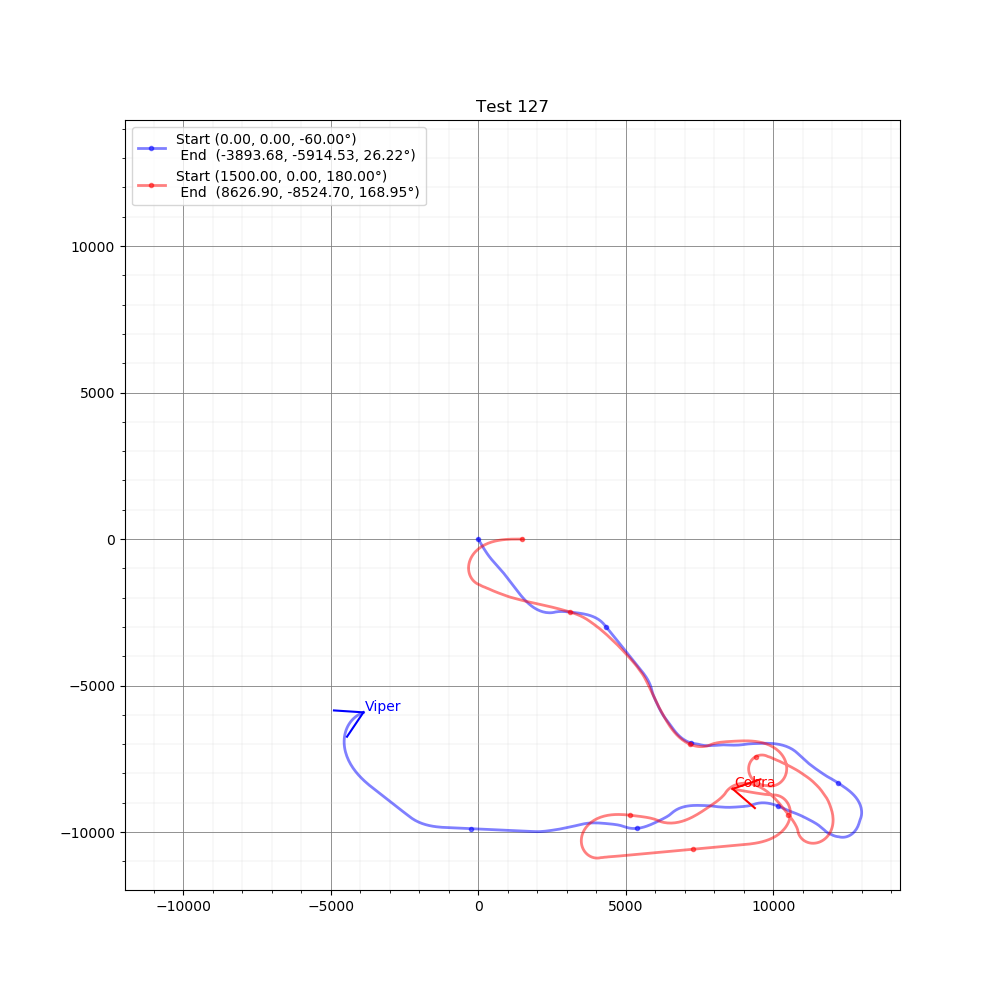 Test 127
Start (0.00, 0.00, -60.00°)
End  (-3893.68, -5914.53, 26.22°)
Start (1500.00, 0.00, 180.00°)
End  (8626.90, -8524.70, 168.95°)
10000
5000
0
−5000
−10000
Viper
Cobra
−10000
−5000
0
5000
10000